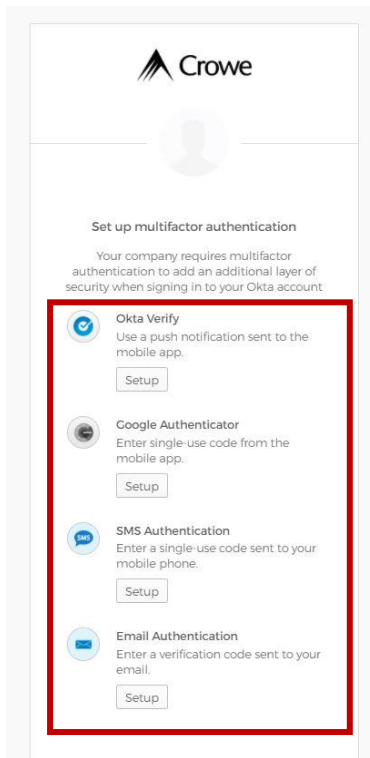 Crowe
Set up multifactor authentication
Your company requires multifactor
authentication to add an additional layer of
security when signing in to your Okta account
Okta Verify
Use a push notification sent to the
mobile app.
Setup
Google Authenticator
Enter single-use code from the
mobile app.
Setup
SMS
SMS Authentication
Enter a single-use code sent to your
mobile phone.
Setup
Email Authentication
Enter a verification code sent to your
email.
Setup